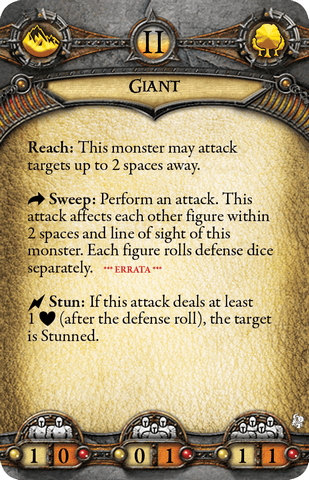 II
GIANT
Reach: This monster may attack
targets up to 2 spaces away.
Sweep: Perform an attack. This
attack affects each other figure within
2 spaces and line of sight of this
monster. Each figure rolls defense dice
separately. *** ERRATA ***
Stun: If this attack deals at least
1 ♥ (after the defense roll), the target
is Stunned.
1 0 0 1 1 1